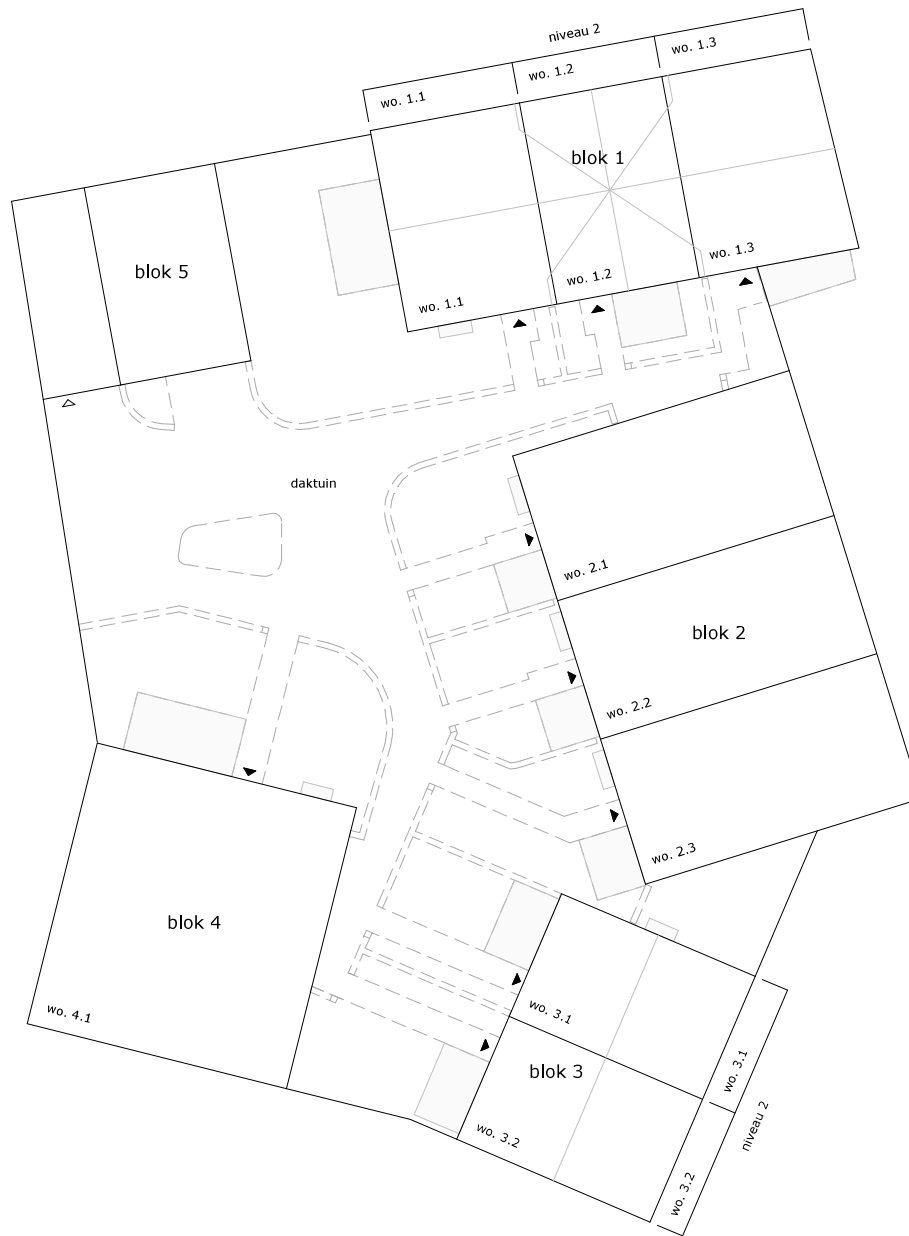 niveau 2
wo. 1.1
wo. 1.2
wo. 1.3
blok 1
wo. 1.1
wo. 1.2
wo. 1.3
blok 5
daktuin
wo. 2.1
blok 2
wo. 2.2
wo. 2.3
blok 4
wo. 4.1
wo. 3.1
blok 3
wo. 3.2
wo. 3.1
niveau 2
wo. 3.2